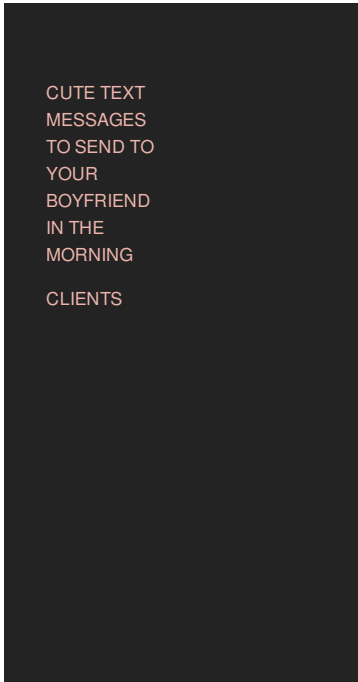 CUTE TEXT
MESSAGES
TO SEND TO
YOUR
BOYFRIEND
IN THE
MORNING
CLIENTS